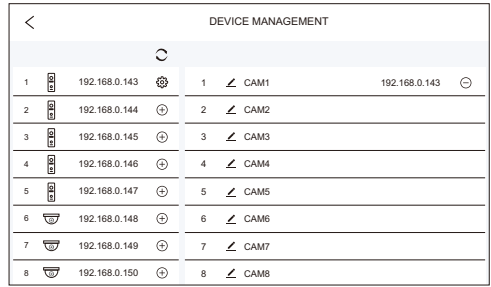 DEVICE MANAGEMENT
1 192.168.0.143 1 CAM1 192.168.0.143
2 192.168.0.144 2 CAM2
3 192.168.0.145 3 CAM3
4 192.168.0.146 4 CAM4
5 192.168.0.147 5 CAM5
6 192.168.0.148 6 CAM6
7 192.168.0.149 7 CAM7
8 192.168.0.150 8 CAM8